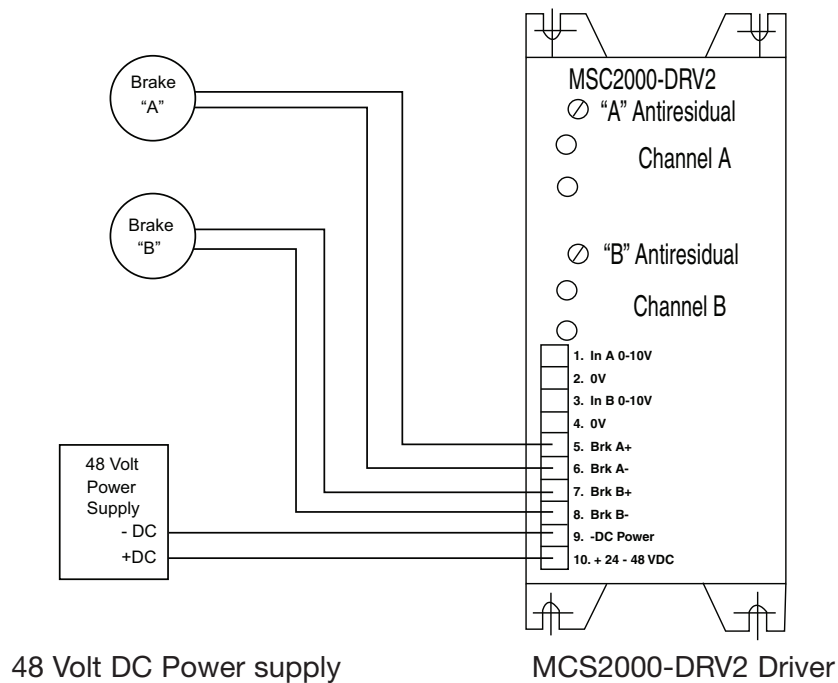 Brake
“A”
Brake
“B”
48 Volt
Power
Supply
- DC
+DC
MSC2000-DRV2
“A” Antiresidual
Channel A
“B” Antiresidual
Channel B
1. In A 0-10V
2. 0V
3. In B 0-10V
4. 0V
5. Brk A+
6. Brk A-
7. Brk B+
8. Brk B-
9. -DC Power
10. + 24 - 48 VDC
48 Volt DC Power supply
MCS2000-DRV2 Driver